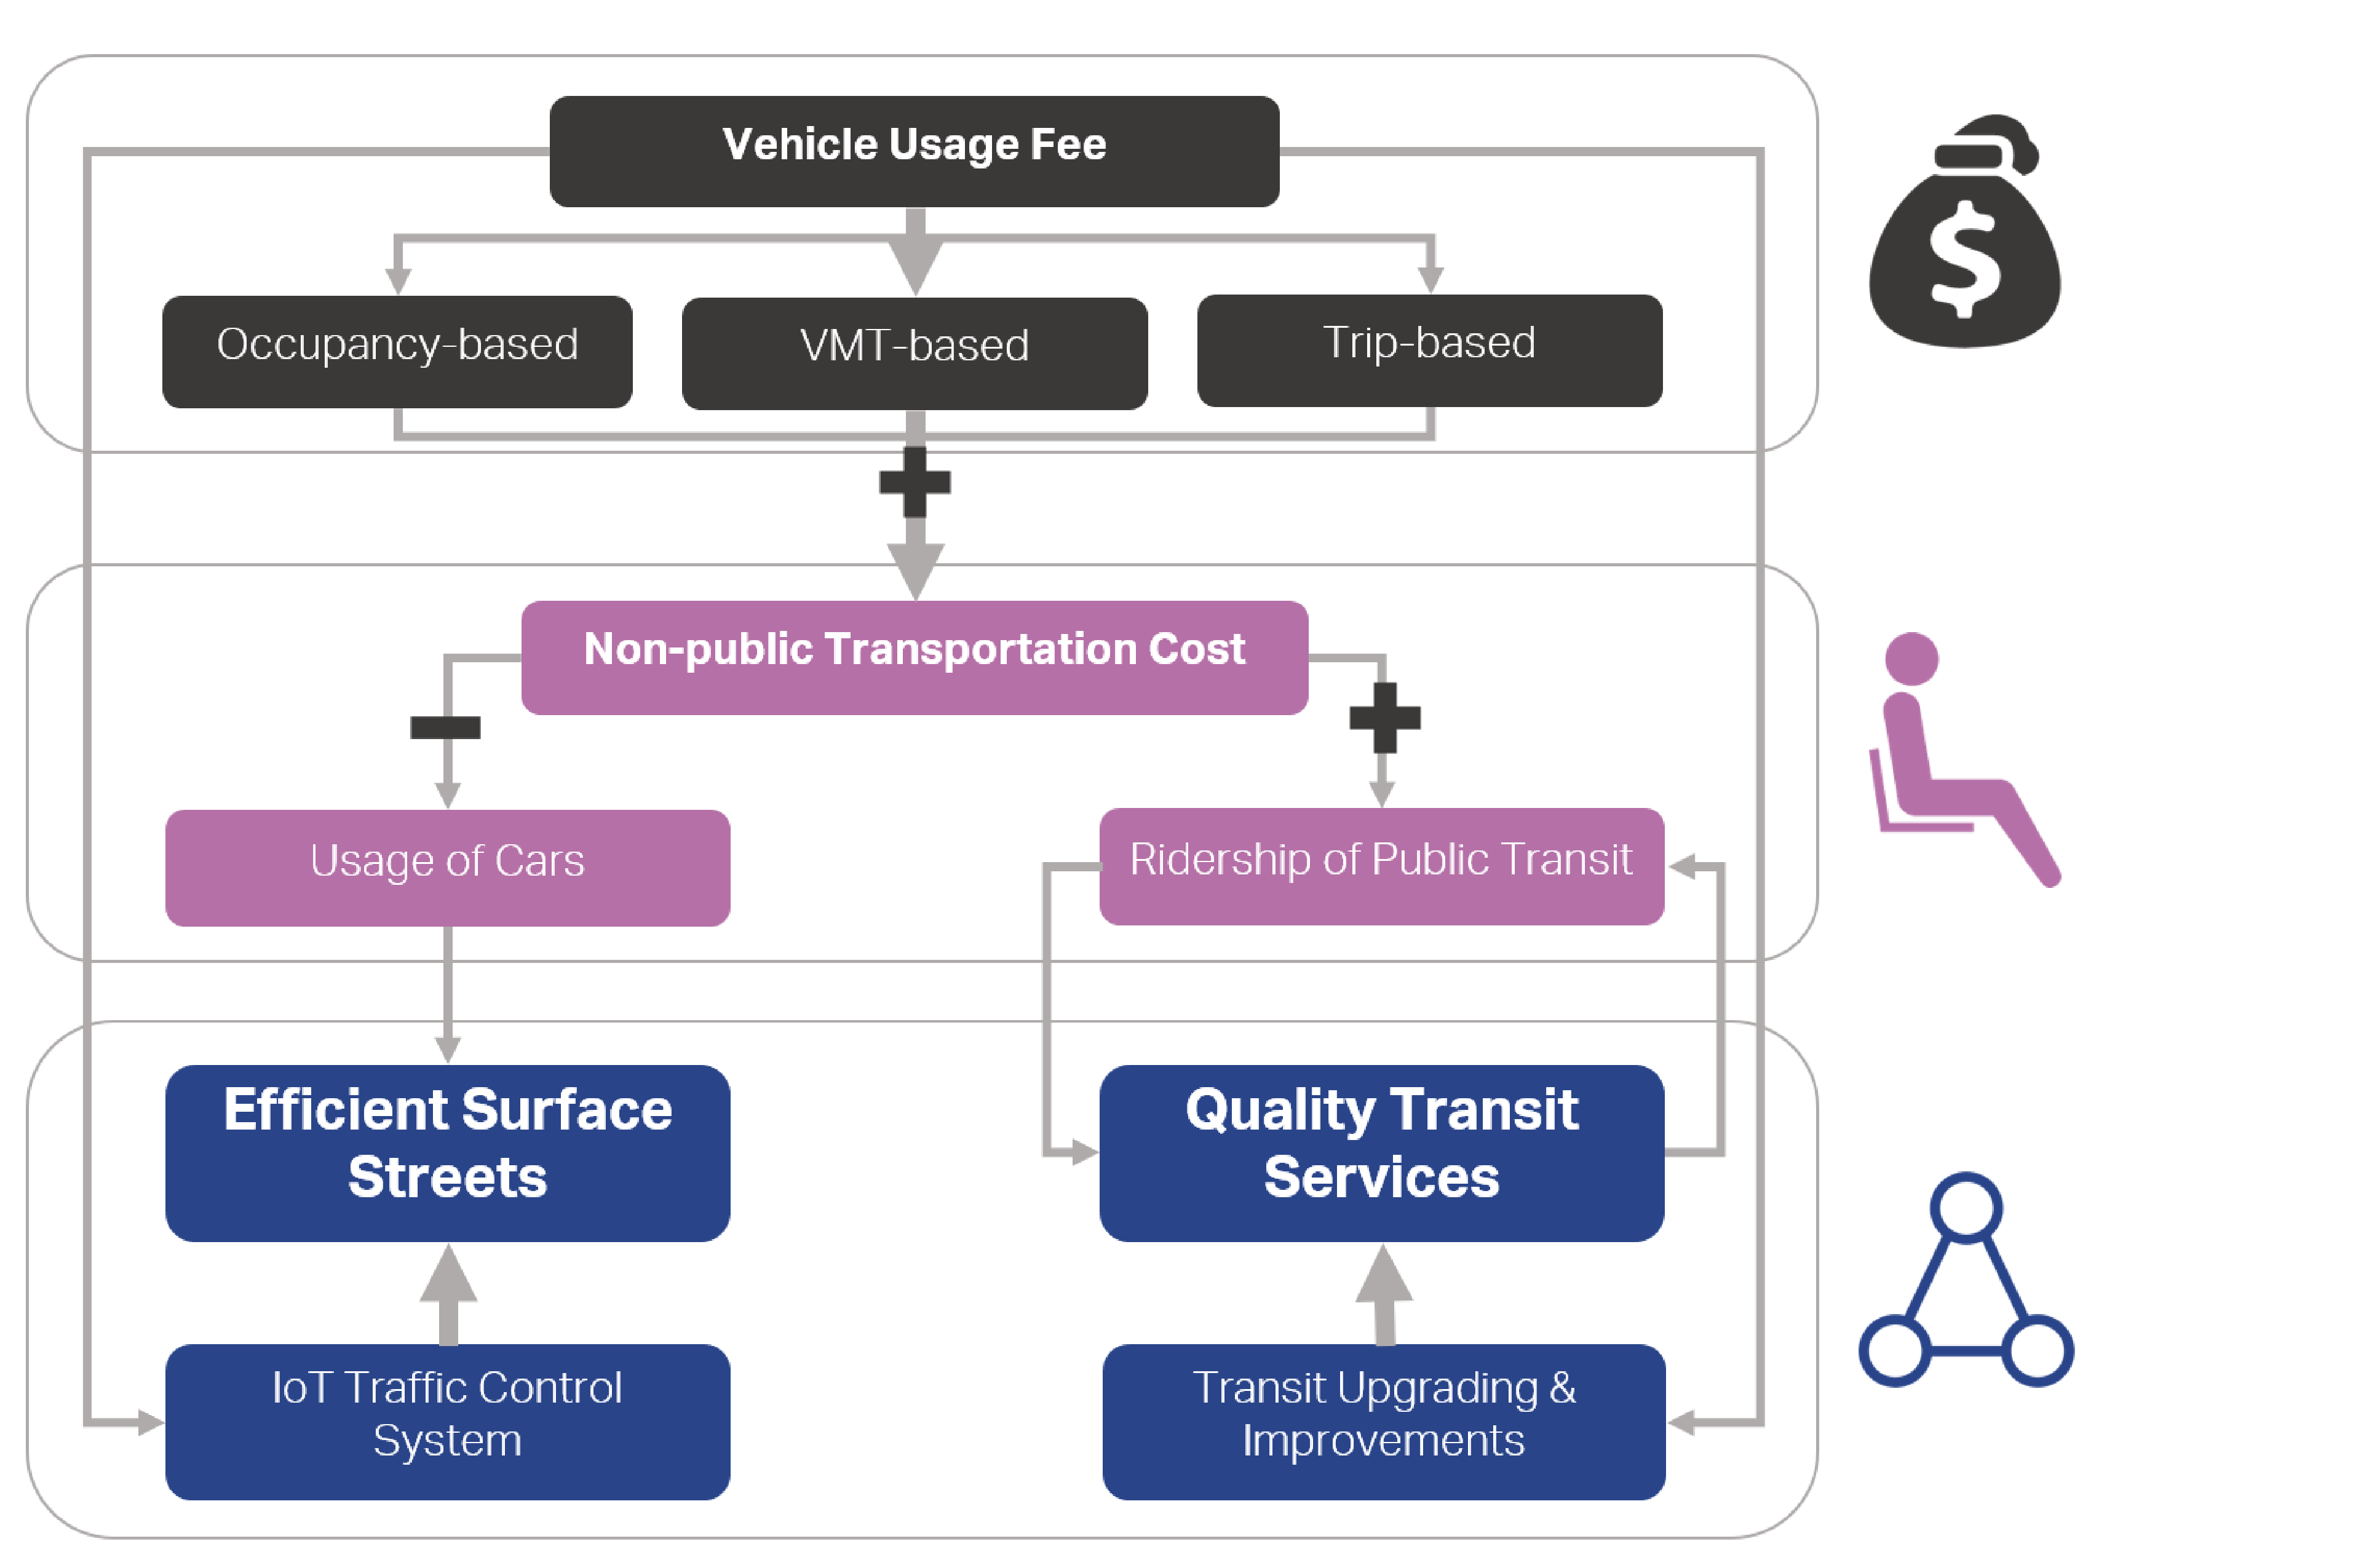 Vehicle Usage Fee
Occupancy-based
VMT-based
Trip-based
Non-public Transportation Cost
Usage of Cars
Ridership of Public Transit
Efficient Surface
Streets
Quality Transit
Services
IoT Traffic Control
System
Transit Upgrading &
Improvements